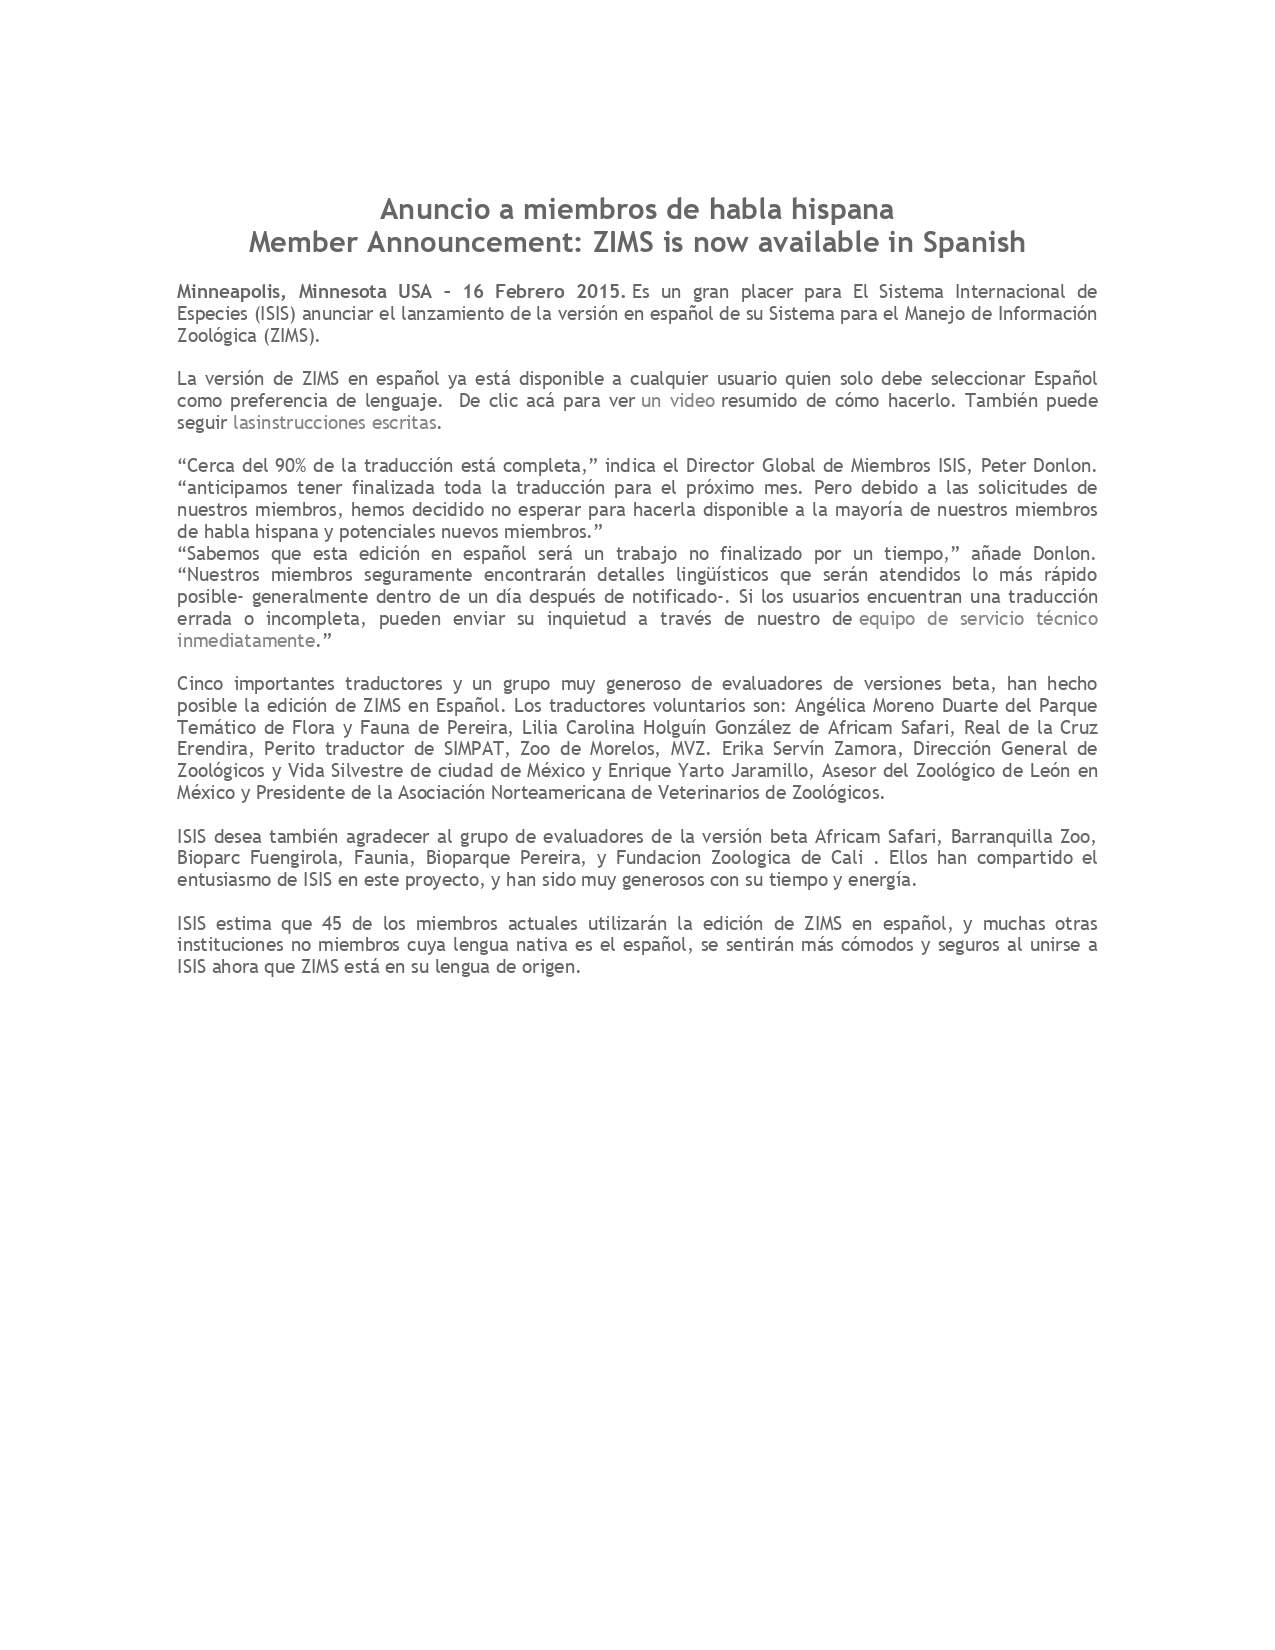 Anuncio a miembros de habla hispana
Member Announcement: ZIMS is now available in Spanish
Minneapolis, Minnesota USA – 16 Febrero 2015. Es un gran placer para El Sistema Internacional de
Especies (ISIS) anunciar el lanzamiento de la versión en español de su Sistema para el Manejo de Información
Zoológica (ZIMS).
La versión de ZIMS en español ya está disponible a cualquier usuario quien solo debe seleccionar Español
como preferencia de lenguaje.  De clic acá para ver un video resumido de cómo hacerlo. También puede
seguir lasinstrucciones escritas.
“Cerca del 90% de la traducción está completa,” indica el Director Global de Miembros ISIS, Peter Donlon.
“anticipamos tener finalizada toda la traducción para el próximo mes. Pero debido a las solicitudes de
nuestros miembros, hemos decidido no esperar para hacerla disponible a la mayoría de nuestros miembros
de habla hispana y potenciales nuevos miembros.”
“Sabemos que esta edición en español será un trabajo no finalizado por un tiempo,” añade Donlon.
“Nuestros miembros seguramente encontrarán detalles lingüísticos que serán atendidos lo más rápido
posible- generalmente dentro de un día después de notificado-. Si los usuarios encuentran una traducción
errada o incompleta, pueden enviar su inquietud a través de nuestro de equipo de servicio técnico
inmediatamente.”
Cinco importantes traductores y un grupo muy generoso de evaluadores de versiones beta, han hecho
posible la edición de ZIMS en Español. Los traductores voluntarios son: Angélica Moreno Duarte del Parque
Temático de Flora y Fauna de Pereira, Lilia Carolina Holguín González de Africam Safari, Real de la Cruz
Erendira, Perito traductor de SIMPAT, Zoo de Morelos, MVZ. Erika Servín Zamora, Dirección General de
Zoológicos y Vida Silvestre de ciudad de México y Enrique Yarto Jaramillo, Asesor del Zoológico de León en
México y Presidente de la Asociación Norteamericana de Veterinarios de Zoológicos.
ISIS desea también agradecer al grupo de evaluadores de la versión beta Africam Safari, Barranquilla Zoo,
Bioparc Fuengirola, Faunia, Bioparque Pereira, y Fundacion Zoologica de Cali . Ellos han compartido el
entusiasmo de ISIS en este proyecto, y han sido muy generosos con su tiempo y energía.
ISIS estima que 45 de los miembros actuales utilizarán la edición de ZIMS en español, y muchas otras
instituciones no miembros cuya lengua nativa es el español, se sentirán más cómodos y seguros al unirse a
ISIS ahora que ZIMS está en su lengua de origen.